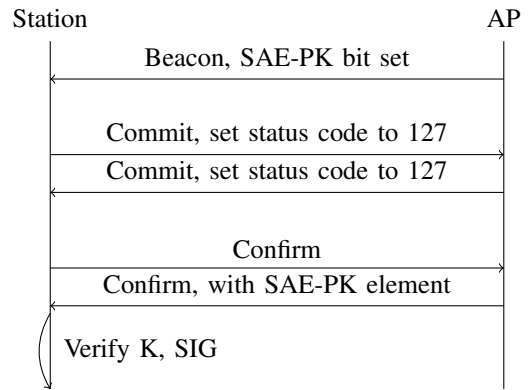 Station AP
Beacon, SAE-PK bit set
Commit, set status code to 127
Commit, set status code to 127
Confirm
Confirm, with SAE-PK element
Verify K, SIG